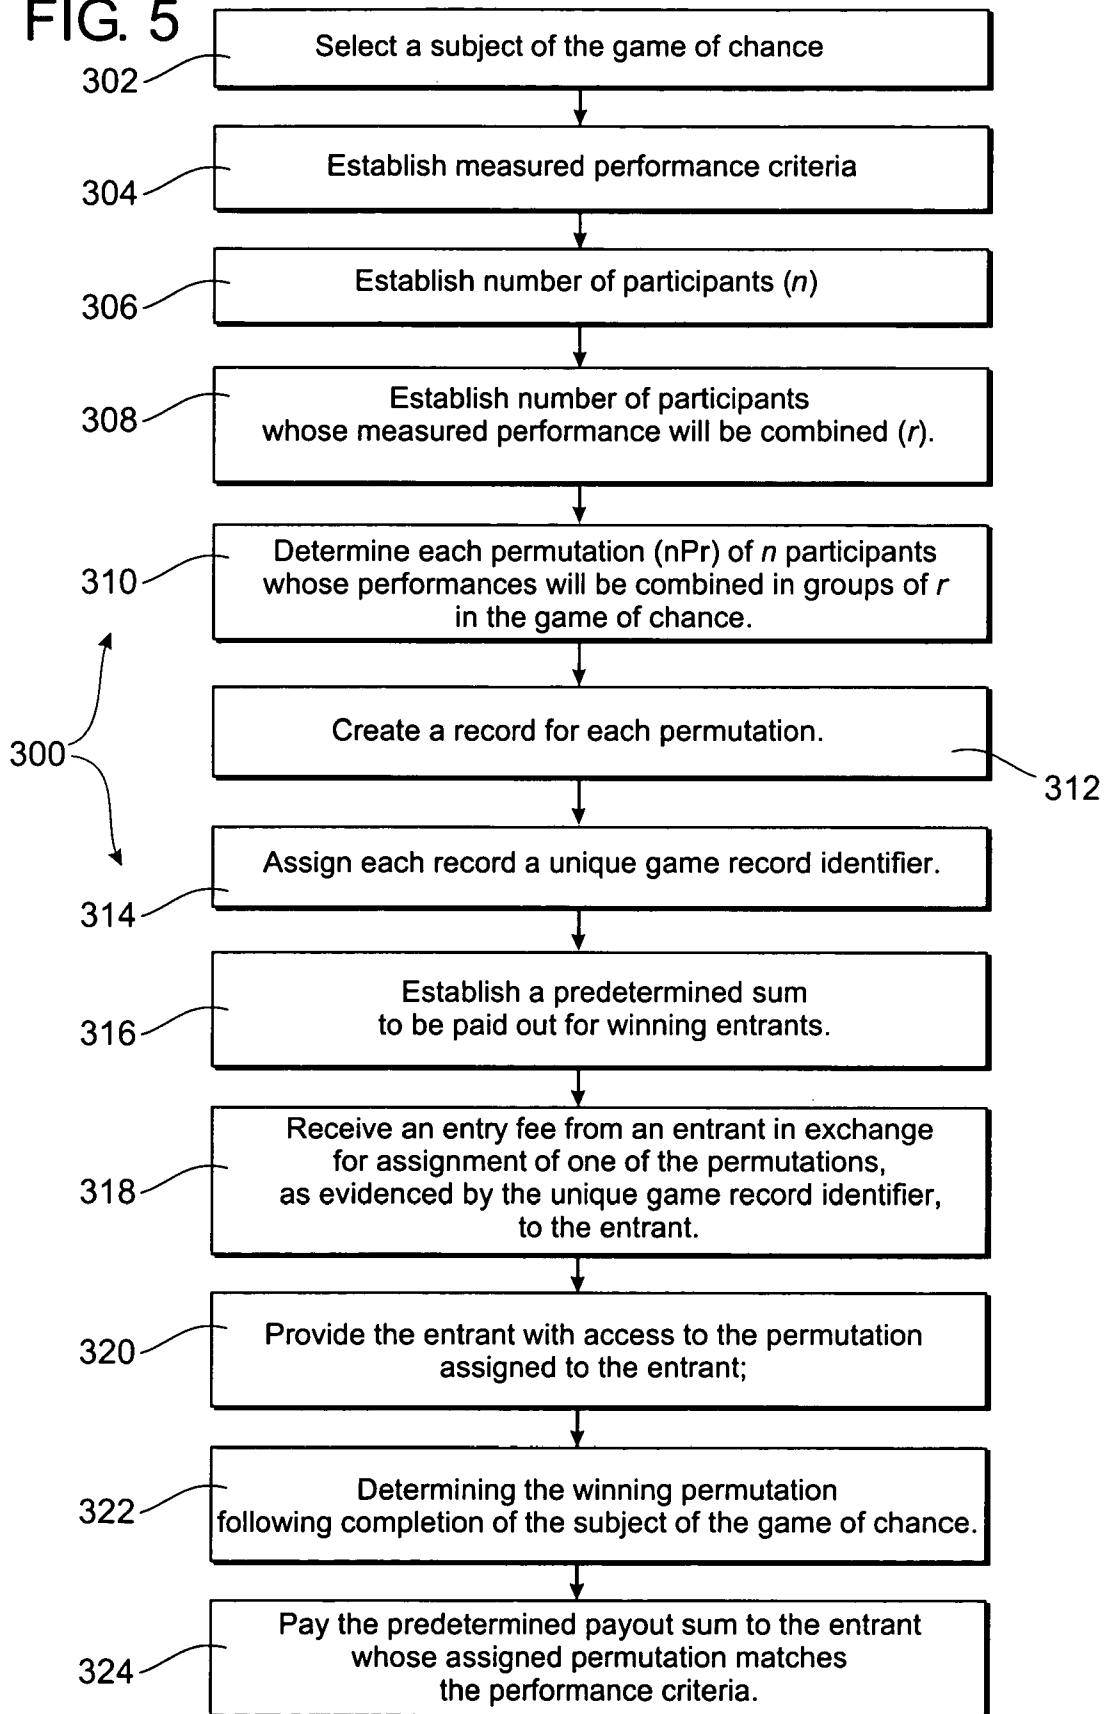 FIG. 5
302
Select a subject of the game of chance
304
Establish measured performance criteria
306
Establish number of participants (n)
308
Establish number of participants
whose measured performance will be combined (r).
310
Determine each permutation (nPr) of n participants
whose performances will be combined in groups of r
in the game of chance.
300
Create a record for each permutation.
312
Assign each record a unique game record identifier.
314
Establish a predetermined sum
to be paid out for winning entrants.
316
Receive an entry fee from an entrant in exchange
for assignment of one of the permutations,
as evidenced by the unique game record identifier,
to the entrant.
318
Provide the entrant with access to the permutation
assigned to the entrant;
320
Determining the winning permutation
following completion of the subject of the game of chance.
322
Pay the predetermined payout sum to the entrant
whose assigned permutation matches
the performance criteria.
324